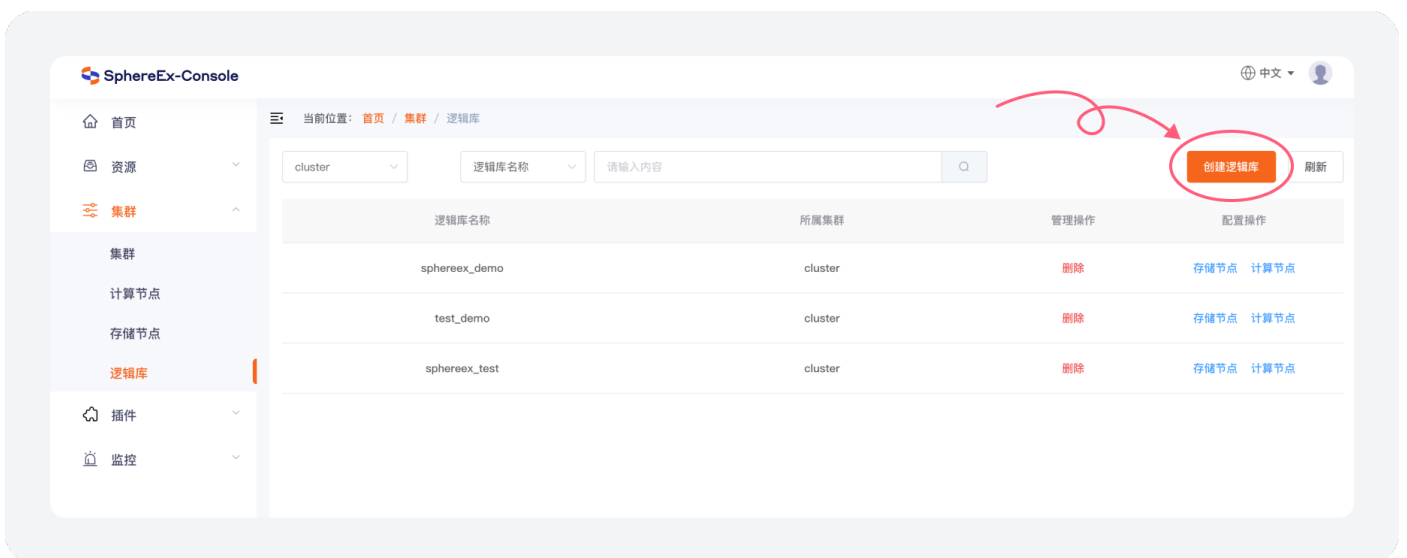 SphereEx-Console
中文
首页
当前位置： 首页 / 集群 / 逻辑库
资源
cluster 逻辑库名称 请输入内容 创建逻辑库 刷新
集群
逻辑库名称 所属集群 管理操作 配置操作
集群
sphereex_demo cluster 删除 存储节点 计算节点
计算节点
test_demo cluster 删除 存储节点 计算节点
存储节点
逻辑库
sphereex_test cluster 删除 存储节点 计算节点
插件
监控